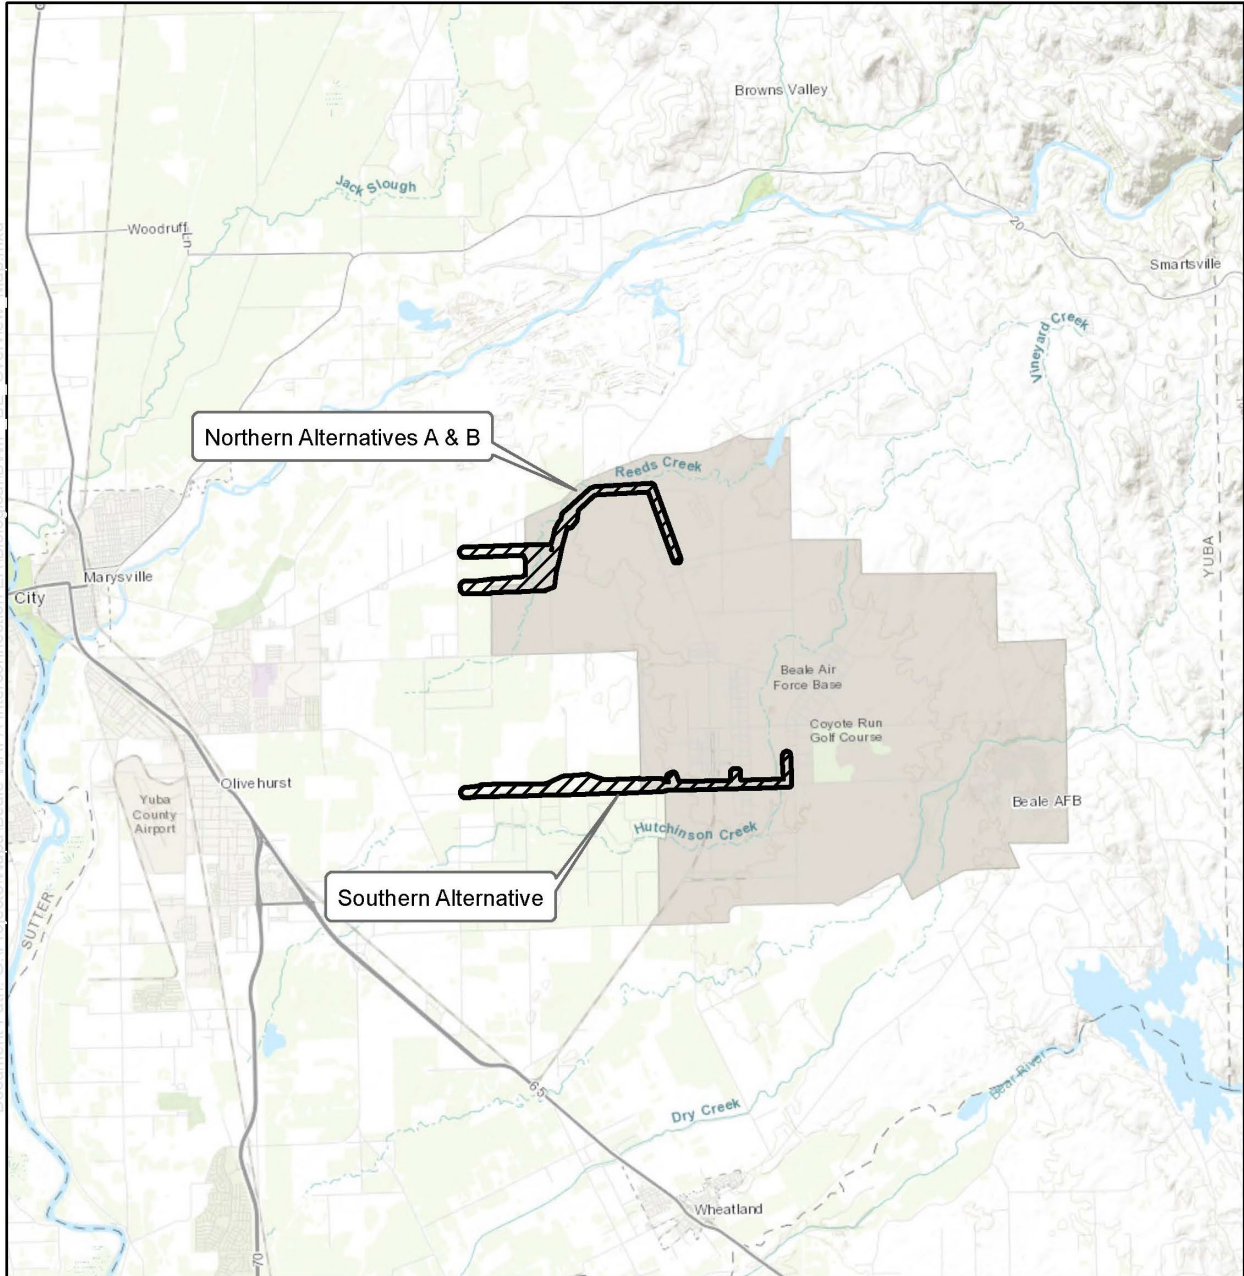 Browns Valley
Jack Slough
Woodruff
Ln
20
Smartsville
Vineyard Creek
Northern Alternatives A & B
Reeds Creek
YUBA
Marysville
City
Beale Air
Force Base
Coyote Run
Golf Course
Olivehurst
Yuba
County
Airport
Beale AFB
Hutchinson Creek
Southern Alternative
SUTTER
65
Bear River
Dry Creek
Wheatland
70